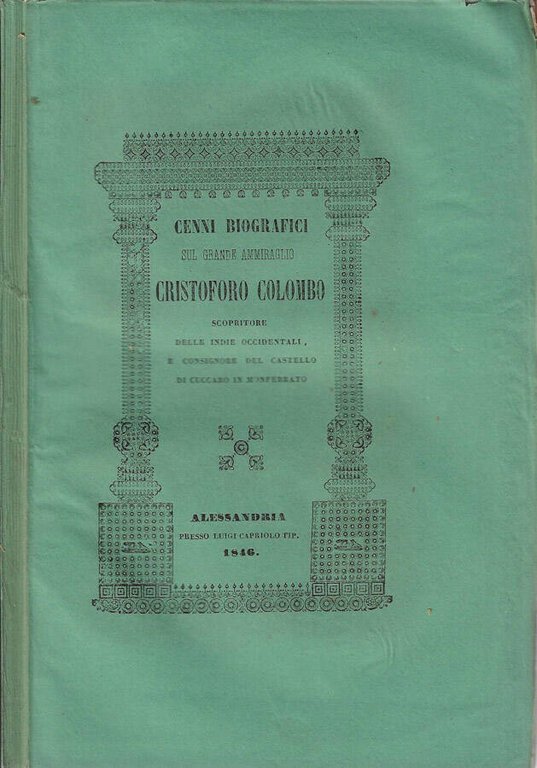 CENNI BIOGRAFICI
SUL GRANDE AMMIRAGLIO
CRISTOFORO COLOMBO
SCOPRITORE
DELLE INDIE OCCIDENTALI,
E CONSIGNORE DEL CASTELLO
DI CUCCARO IN MONFERRATO
©
ALESSANDRIA
PRESSO LUIGI CAPRIOLO TIP.
1846.